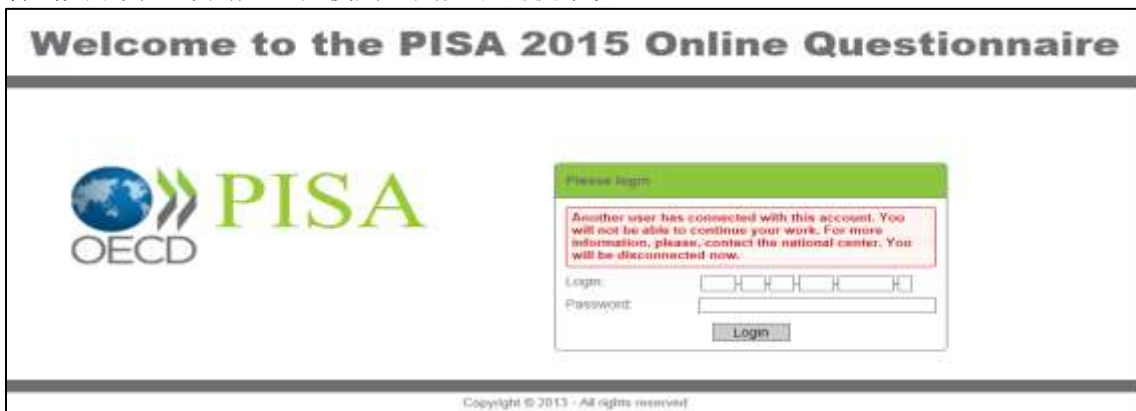 Welcome to the PISA 2015 Online Questionnaire
PISA
OECD
Please login
Another user has connected with this account. You
will not be able to continue your work. For more
information, please, contact the national center. You
will be disconnected now.
Login:
Password:
Login
Copyright © 2013 - All rights reserved